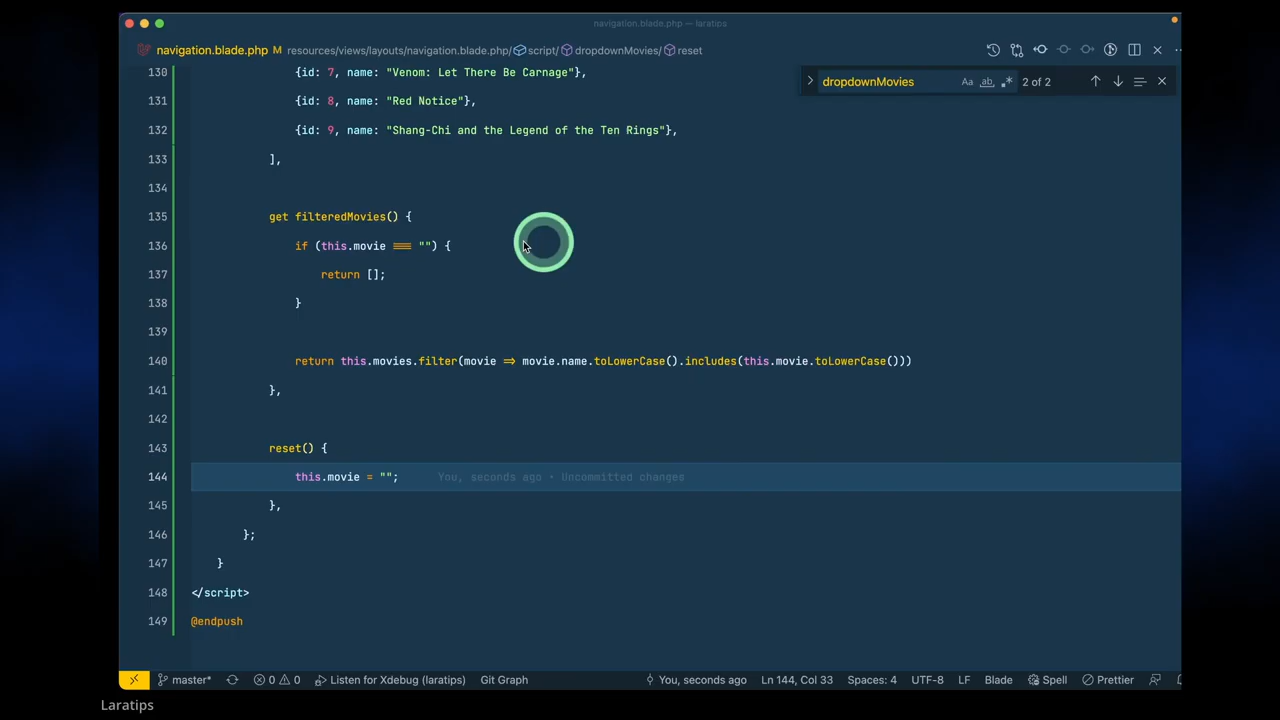 navigation.blade.php — laratips
navigation.blade.php M resources/views/layouts/navigation.blade.php/script/dropdownMovies/reset
dropdownMovies Aa ab 2 of 2
130 {id: 7, name: "Venom: Let There Be Carnage"},
131 {id: 8, name: "Red Notice"},
132 {id: 9, name: "Shang-Chi and the Legend of the Ten Rings"},
133 ],
134
135 get filteredMovies() {
136 if (this.movie === "") {
137 return [];
138 }
139
140 return this.movies.filter(movie => movie.name.toLowerCase().includes(this.movie.toLowerCase()))
141 },
142
143 reset() {
144 this.movie = ""; You, seconds ago • Uncommitted changes
145 },
146 };
147 }
148 </script>
149 @endpush
master* 0 0 Listen for Xdebug (laratips) Git Graph You, seconds ago Ln 144, Col 33 Spaces: 4 UTF-8 LF Blade Spell Prettier
Laratips